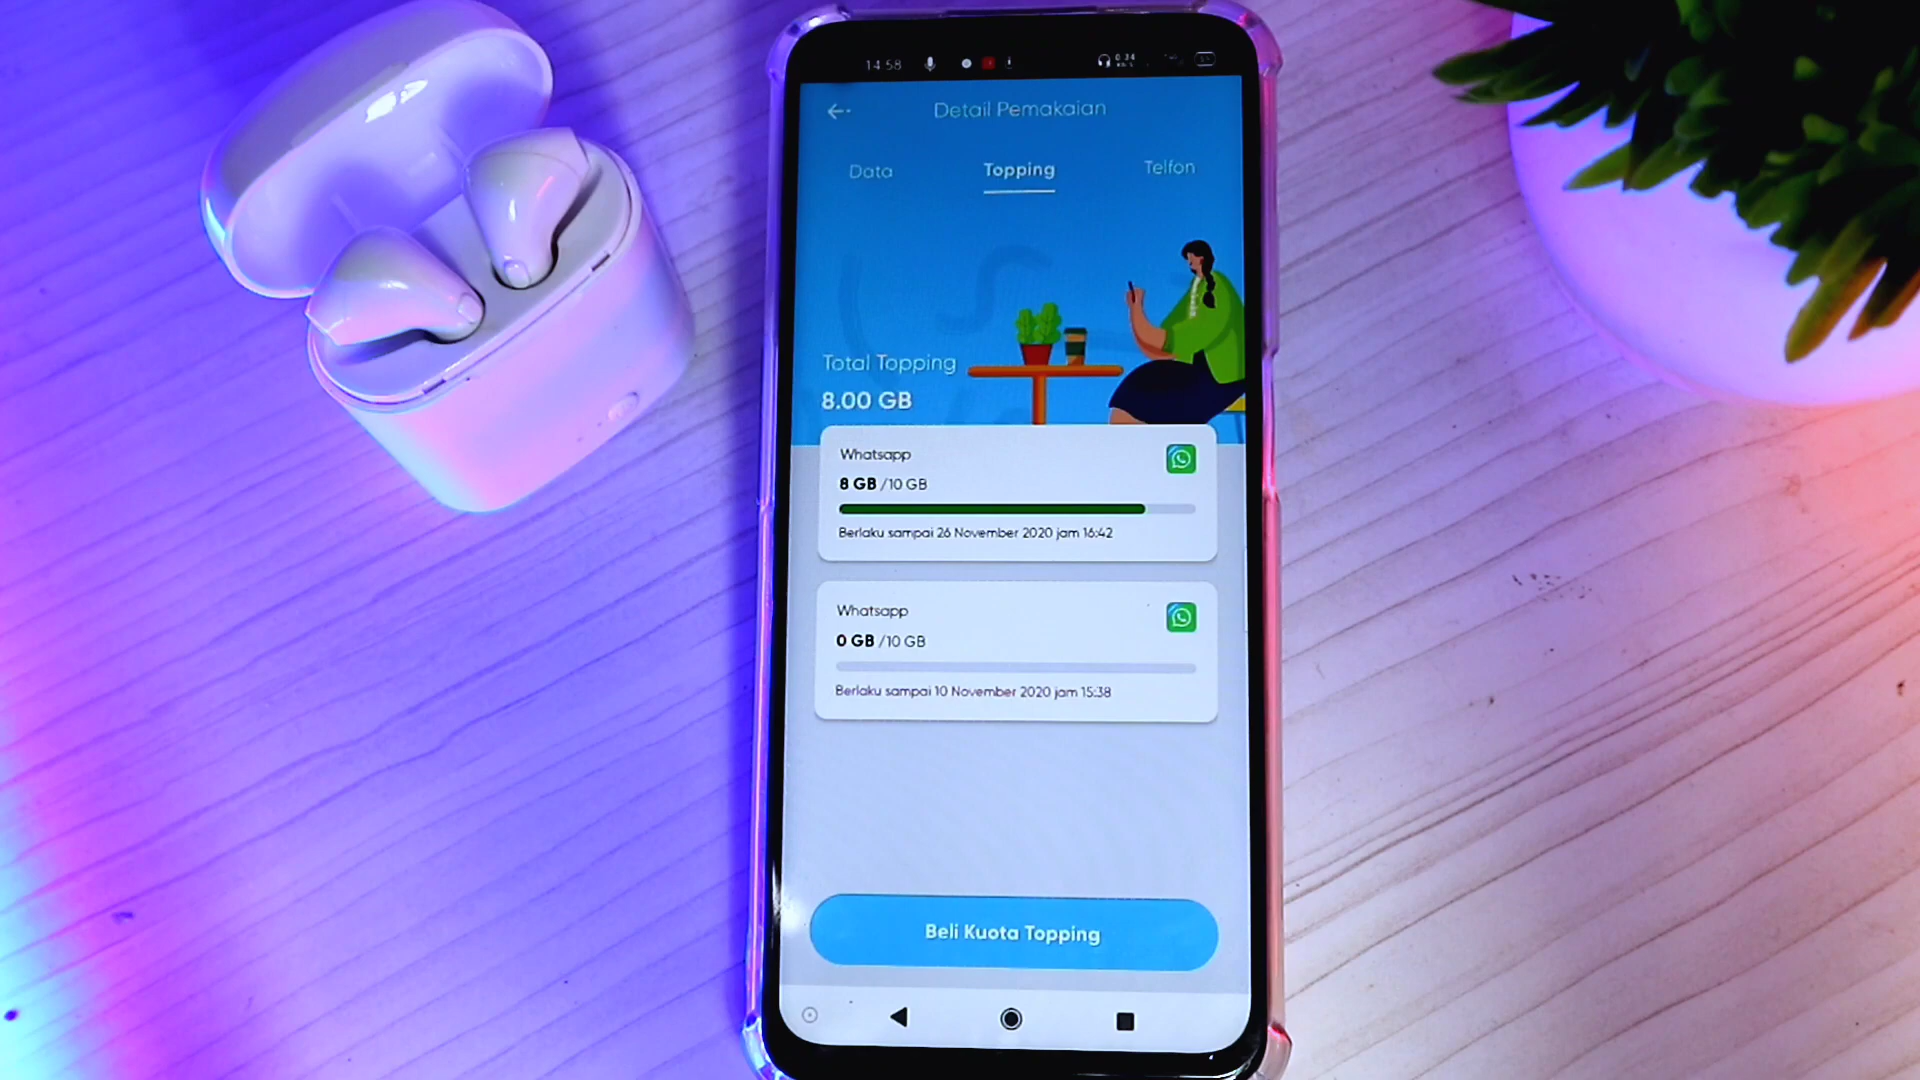 14 58
0.34
Detail Pemakaian
Data
Topping
Telfon
Total Topping
8.00 GB
Whatsapp
8 GB /10 GB
Berlaku sampai 26 November 2020 jam 16:42
Whatsapp
0 GB /10 GB
Berlaku sampai 10 November 2020 jam 15:38
Beli Kuota Topping